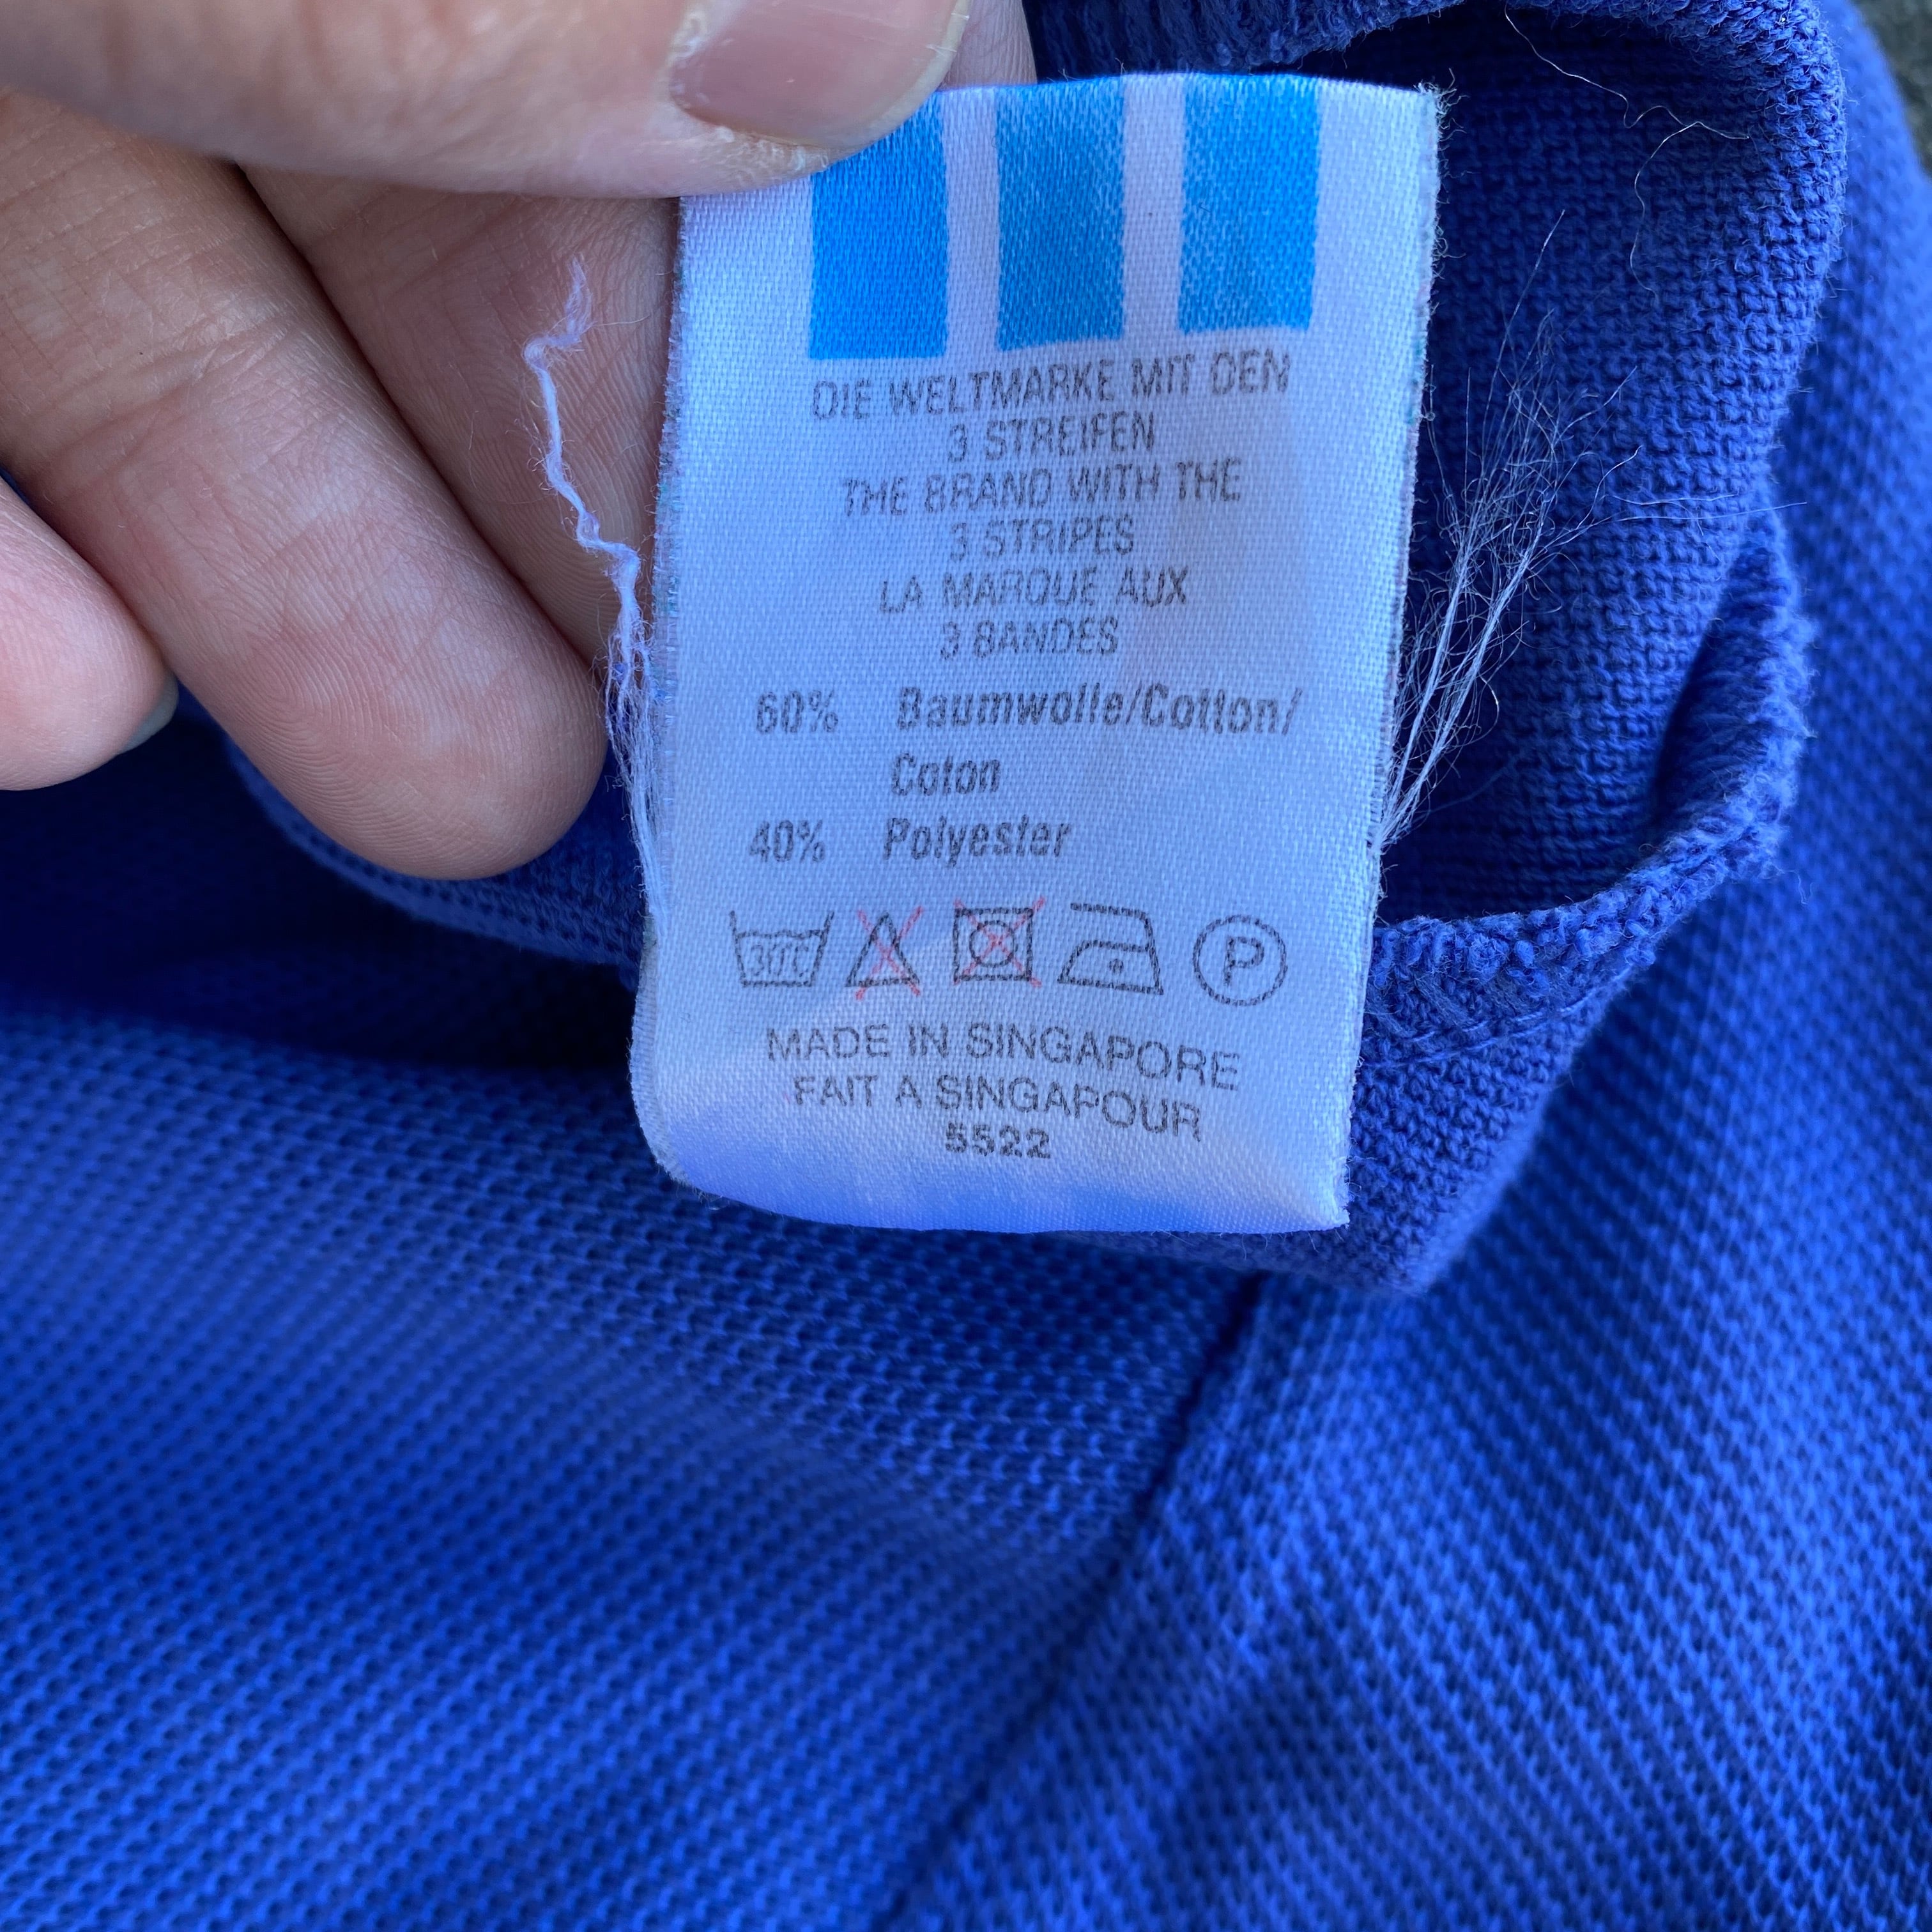 DIE WELTMARKE MIT DEN
3 STREIFEN
THE BRAND WITH THE
3 STRIPES
LA MARQUE AUX
3 BANDES
60% Baumwolle/Cotton/
Coton
40% Polyester
30°C P
MADE IN SINGAPORE
FAIT A SINGAPOUR
5522